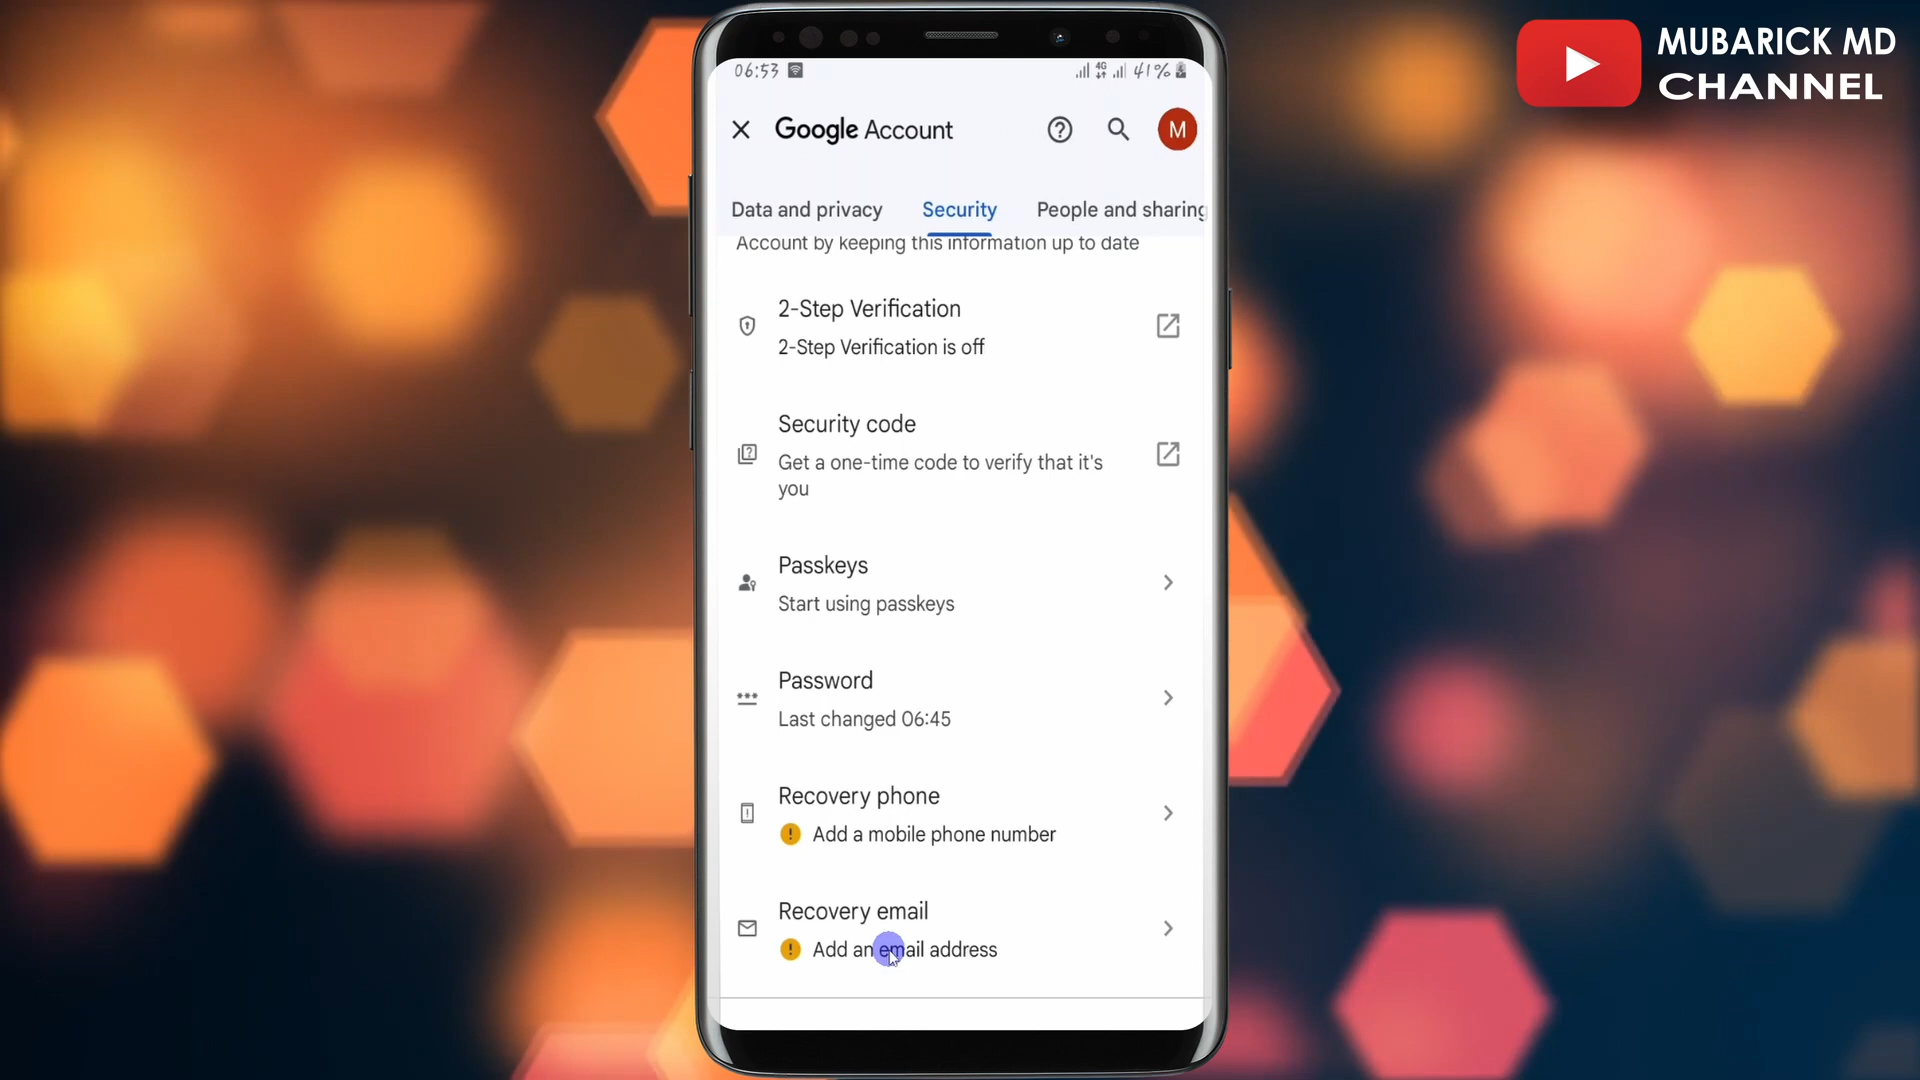 MUBARICK MD
CHANNEL
06:53
4G
41%
Google Account
M
Data and privacy
Security
People and sharing
Account by keeping this information up to date
2-Step Verification
2-Step Verification is off
Security code
Get a one-time code to verify that it's
you
Passkeys
Start using passkeys
Password
Last changed 06:45
Recovery phone
Add a mobile phone number
Recovery email
Add an email address